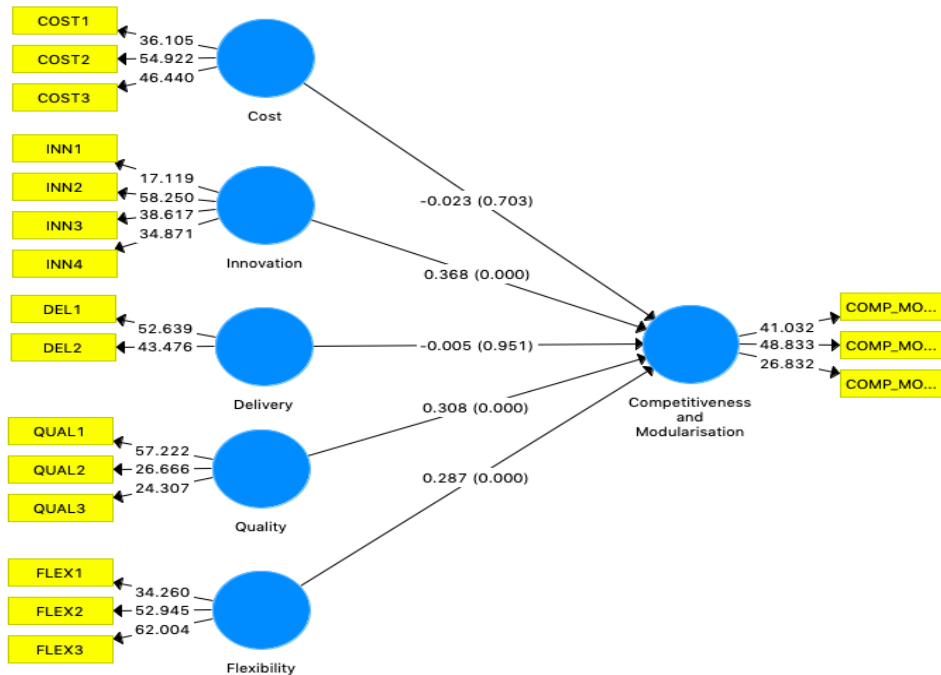 COST1
36.105
COST2
54.922
COST3
46.440
Cost
INN1
17.119
INN2
58.250
INN3
38.617
INN4
34.871
Innovation
DEL1
52.639
DEL2
43.476
Delivery
QUAL1
57.222
QUAL2
26.666
QUAL3
24.307
Quality
FLEX1
34.260
FLEX2
52.945
FLEX3
62.004
Flexibility
-0.023 (0.703)
0.368 (0.000)
-0.005 (0.951)
0.308 (0.000)
0.287 (0.000)
Competitiveness
and
Modularisation
41.032
COMP_MO...
48.833
COMP_MO...
26.832
COMP_MO...